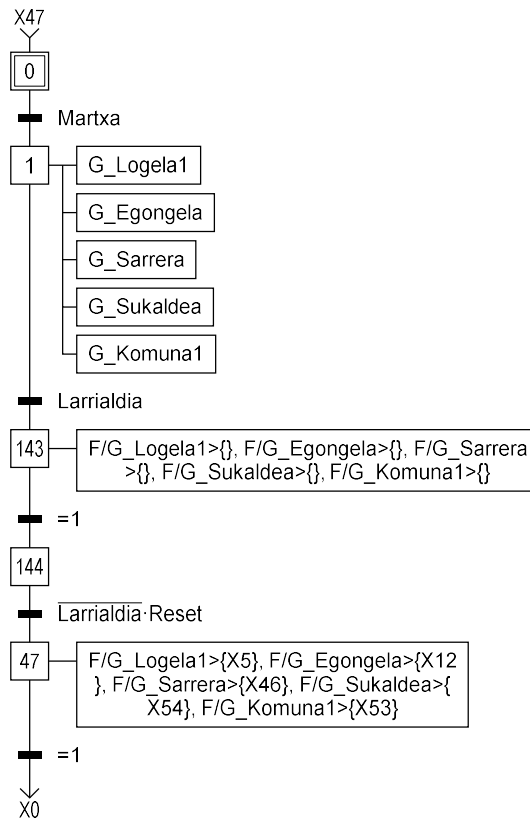 X47
0
Martxa
1
G_Logela1
G_Egongela
G_Sarrera
G_Sukaldea
G_Komuna1
Larrialdia
143
F/G_Logela1>{}, F/G_Egongela>{}, F/G_Sarrera
>{}, F/G_Sukaldea>{}, F/G_Komuna1>{}
=1
144
Larrialdia·Reset
47
F/G_Logela1>{X5}, F/G_Egongela>{X12
}, F/G_Sarrera>{X46}, F/G_Sukaldea>{
X54}, F/G_Komuna1>{X53}
=1
X0